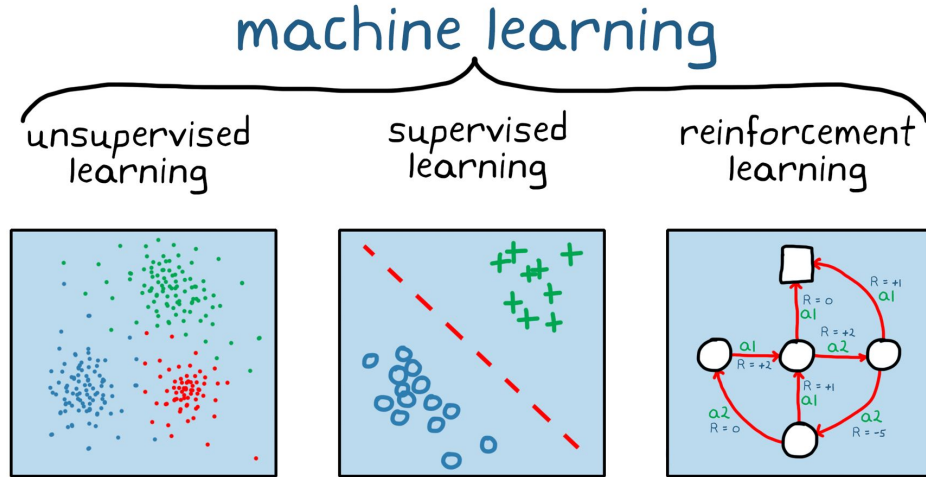 machine learning
unsupervised
learning
supervised
learning
reinforcement
learning
R = 0
a1
R = +1
a1
a1
R = +2
R = +2
a2
R = +1
a1
a2
R = 0
a2
R = -5